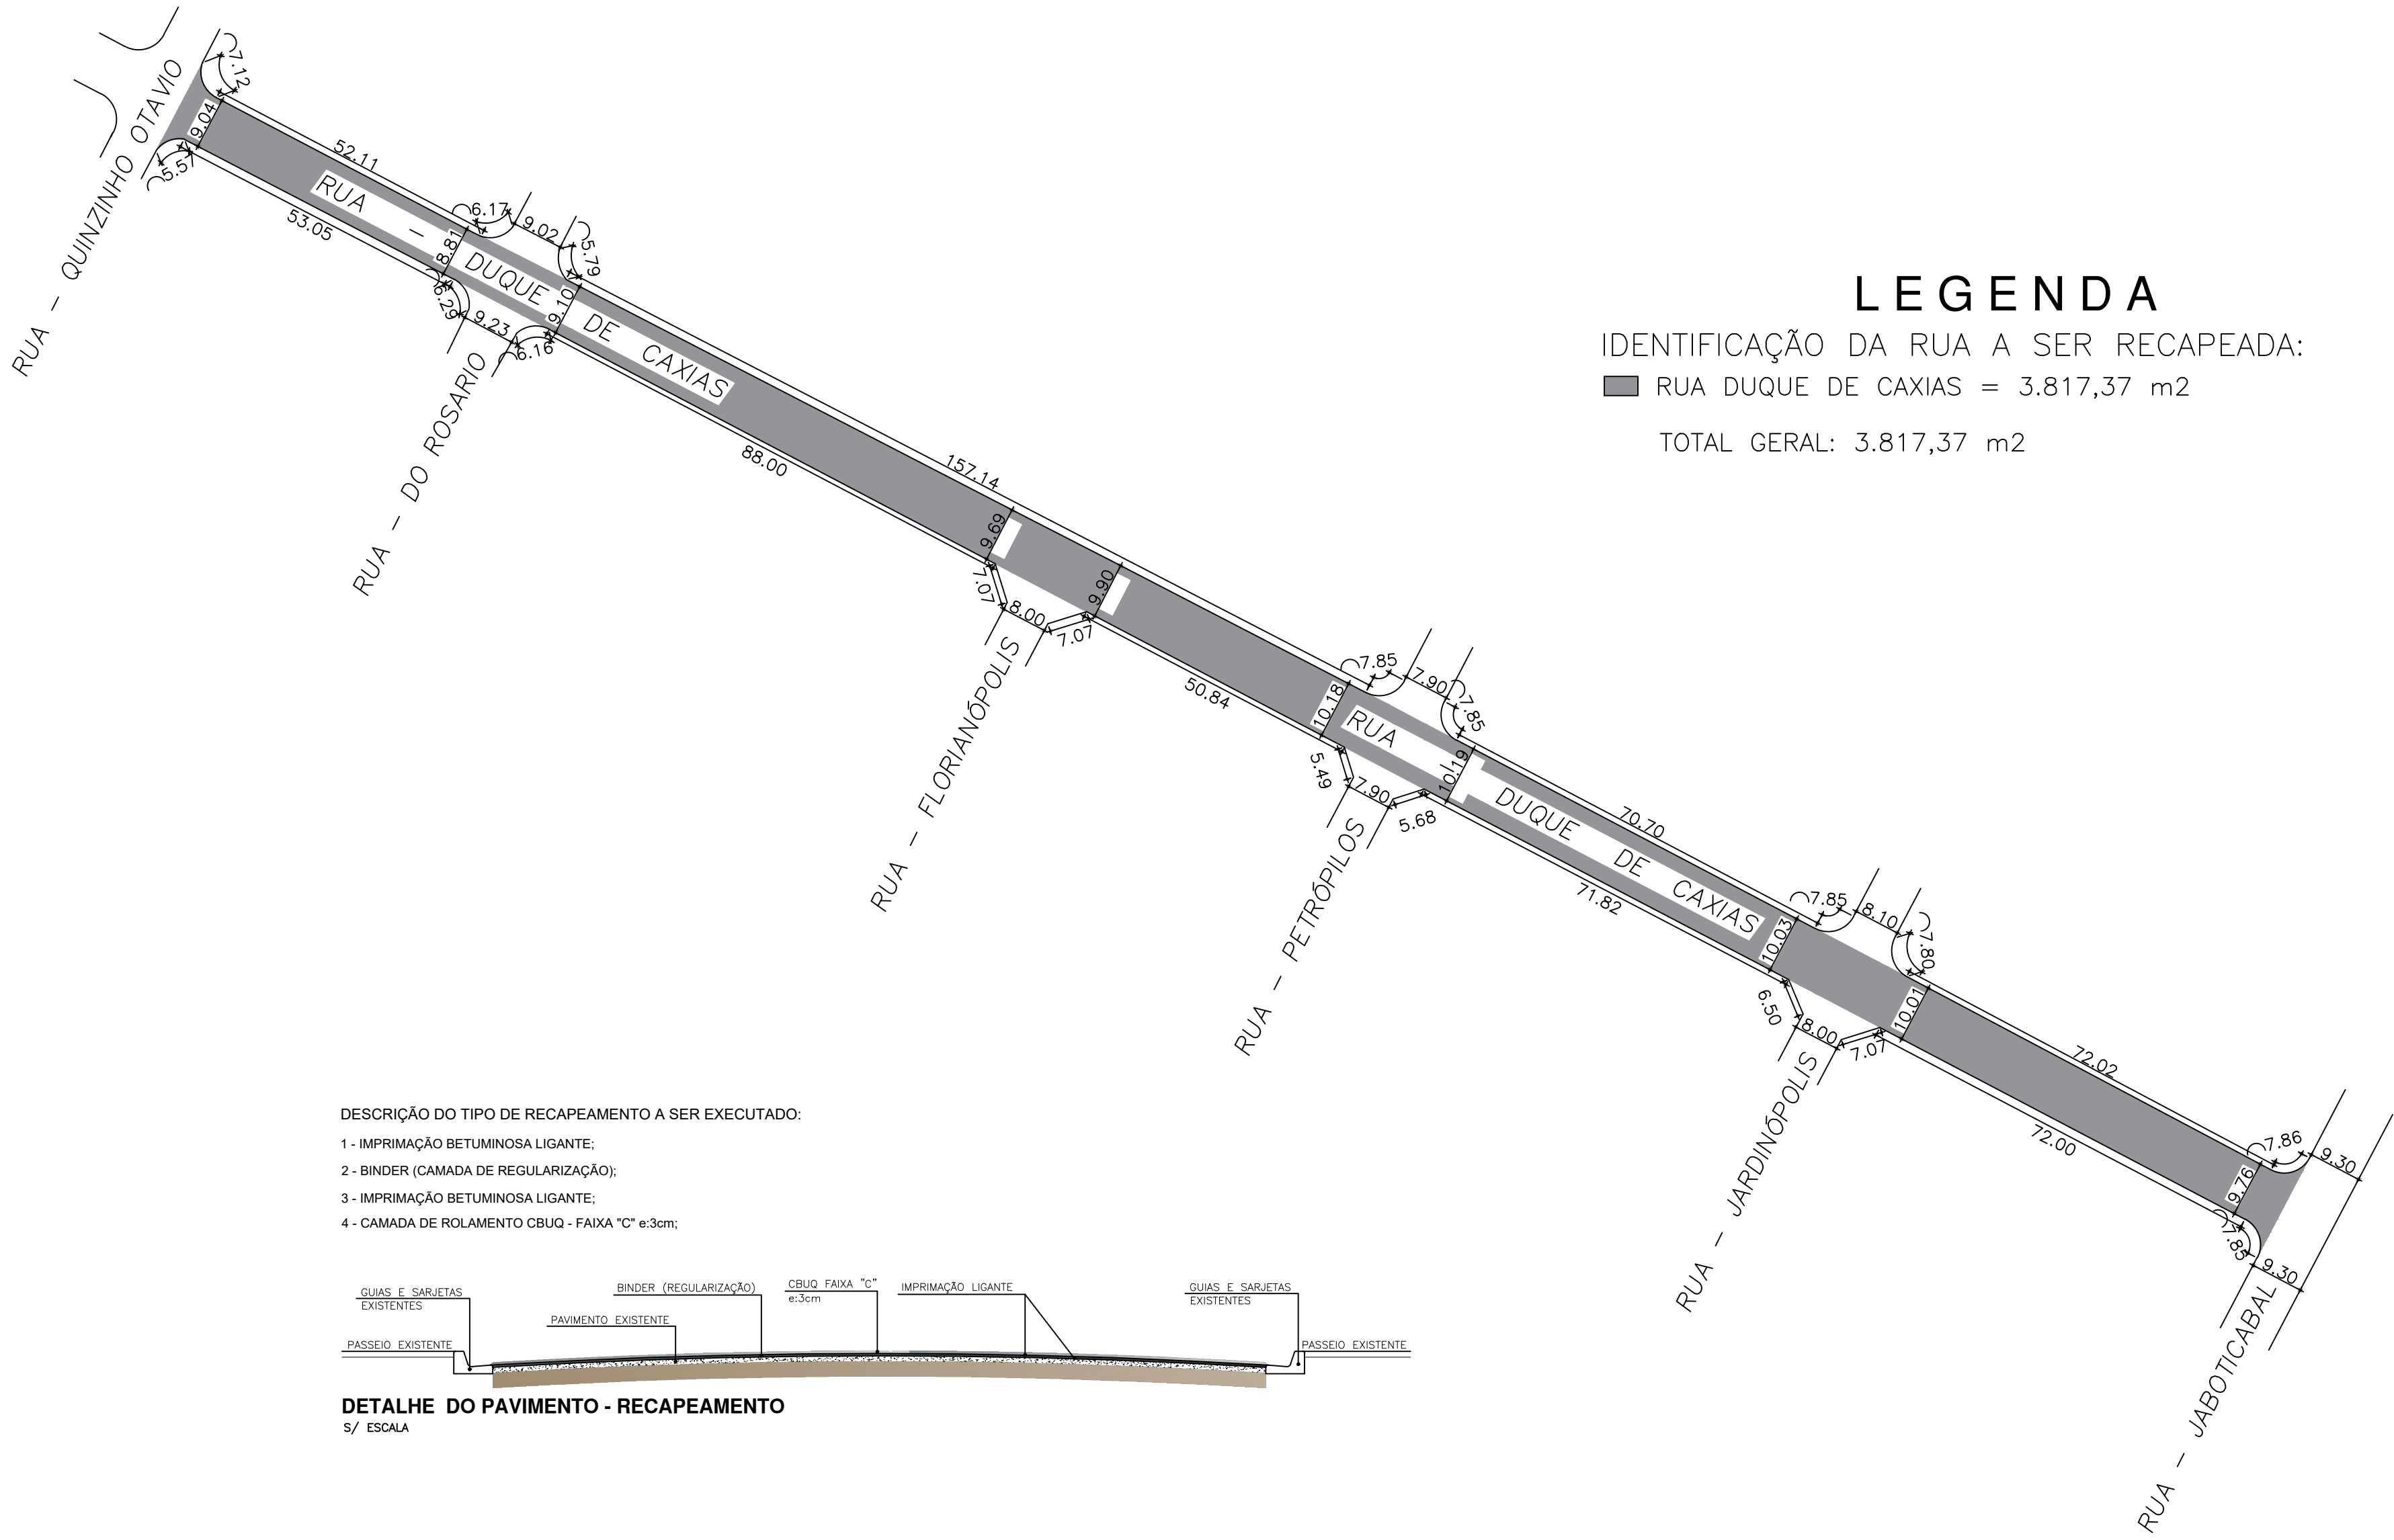 7.12
RUA - QUINZINHO OTAVIO
9.04
5.57
52.11
53.05
RUA - DUQUE DE CAXIAS
6.17
9.02
5.79
8.81
6.29
9.23
6.16
9.10
RUA - DO ROSARIO
88.00
157.14
9.69
7.07
8.00
7.07
9.90
RUA - FLORIANÓPOLIS
50.84
7.85
7.90
7.85
10.18
5.49
7.90
5.68
10.19
RUA - DUQUE DE CAXIAS
RUA - PETRÓPILOS
70.70
71.82
7.85
8.10
7.80
10.03
6.50
8.00
7.07
10.01
RUA - JARDINÓPOLIS
72.02
72.00
7.86
9.30
9.76
7.85
9.30
RUA - JABOTICABAL
LEGENDA
IDENTIFICAÇÃO DA RUA A SER RECAPEADA:
RUA DUQUE DE CAXIAS = 3.817,37 m2
TOTAL GERAL: 3.817,37 m2
DESCRIÇÃO DO TIPO DE RECAPEAMENTO A SER EXECUTADO:
1 - IMPRIMAÇÃO BETUMINOSA LIGANTE;
2 - BINDER (CAMADA DE REGULARIZAÇÃO);
3 - IMPRIMAÇÃO BETUMINOSA LIGANTE;
4 - CAMADA DE ROLAMENTO CBUQ - FAIXA "C" e:3cm;
GUIAS E SARJETAS
EXISTENTES
PASSEIO EXISTENTE
PAVIMENTO EXISTENTE
BINDER (REGULARIZAÇÃO)
CBUQ FAIXA "C"
e:3cm
IMPRIMAÇÃO LIGANTE
GUIAS E SARJETAS
EXISTENTES
PASSEIO EXISTENTE
DETALHE DO PAVIMENTO - RECAPEAMENTO
S/ ESCALA